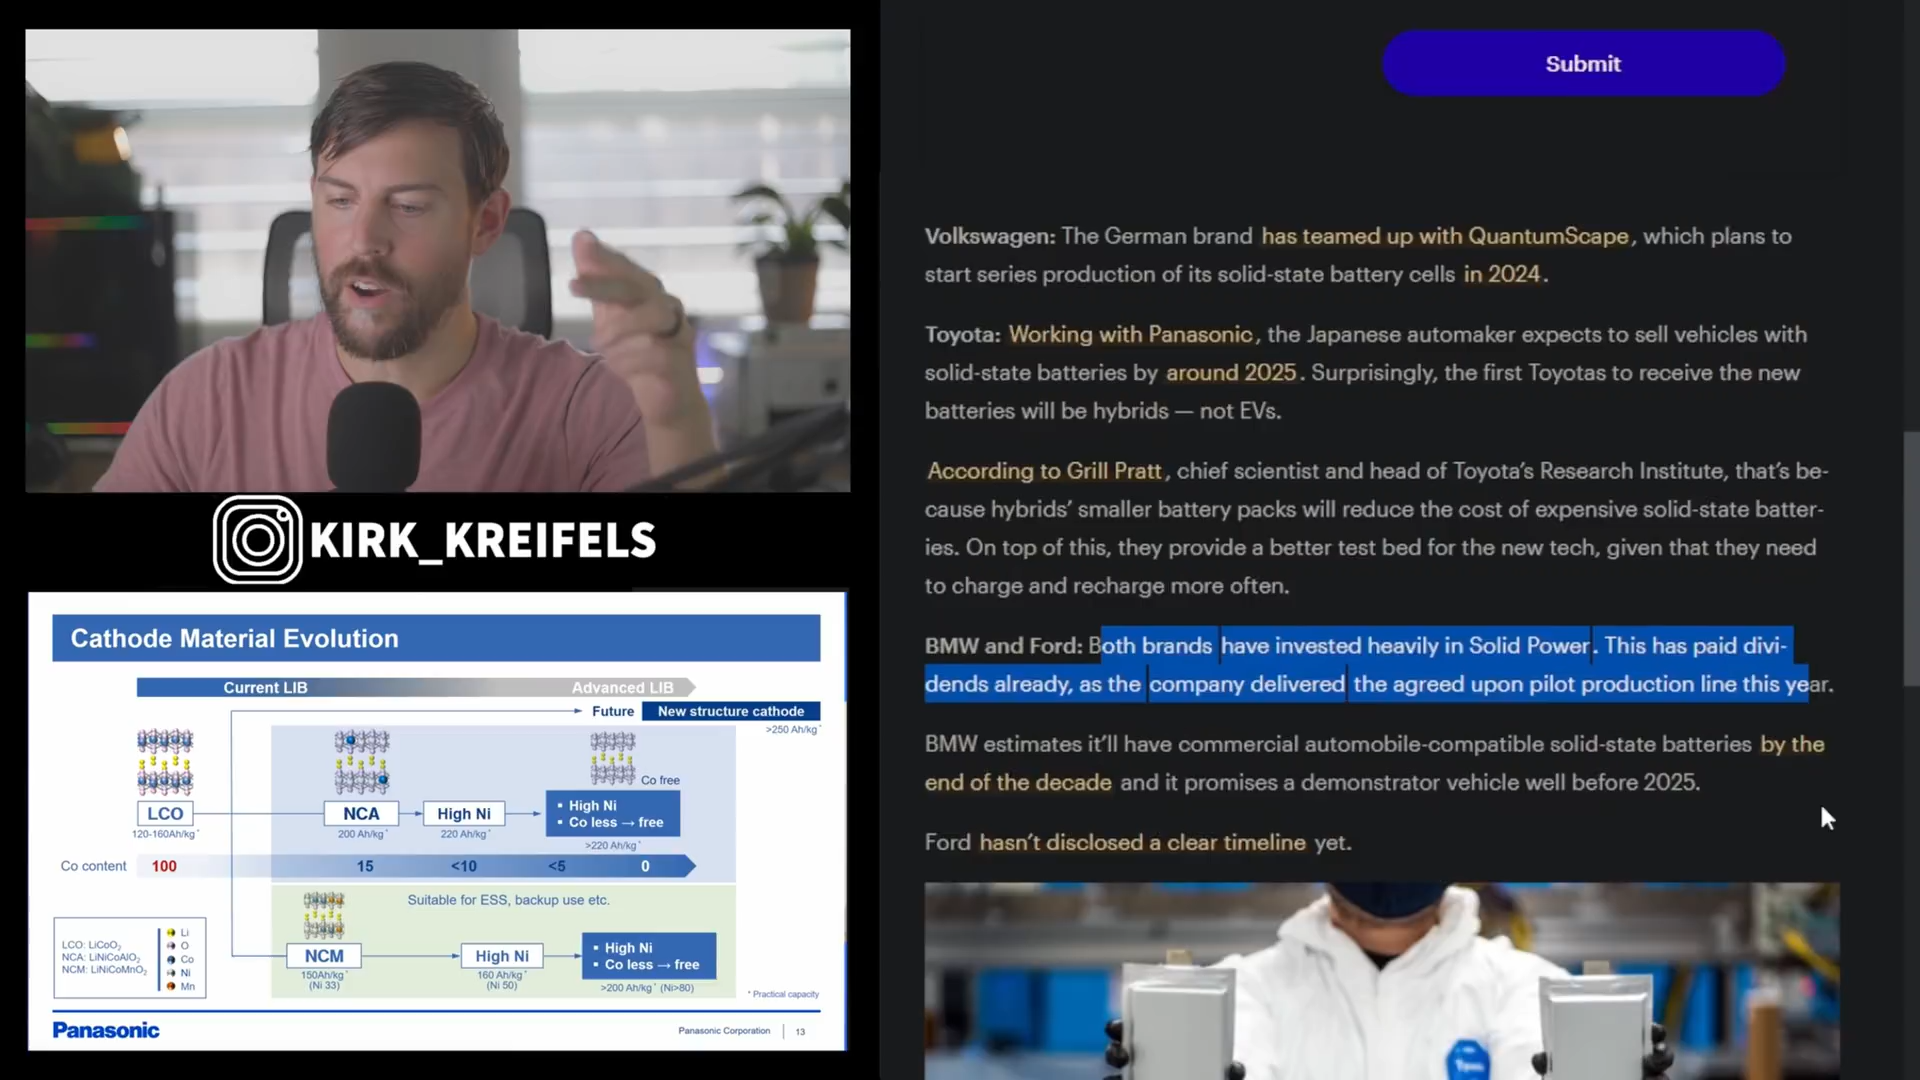 KIRK_KREIFELS
Cathode Material Evolution
Current LIB
Advanced LIB
Future
New structure cathode
>250 Ah/kg*
Co free
LCO
120-160Ah/kg*
NCA
200 Ah/kg*
High Ni
220 Ah/kg*
▪ High Ni
▪ Co less → free
>220 Ah/kg*
Co content
100
15
<10
<5
0
Suitable for ESS, backup use etc.
NCM
150Ah/kg*
(Ni 33)
High Ni
160 Ah/kg*
(Ni 50)
▪ High Ni
▪ Co less → free
>200 Ah/kg* (Ni>80)
LCO: LiCoO₂
NCA: LiNiCoAlO₂
NCM: LiNiCoMnO₂
Li
O
Co
Ni
Mn
* Practical capacity
Panasonic
Panasonic Corporation
13
Submit
Volkswagen: The German brand has teamed up with QuantumScape, which plans to
start series production of its solid-state battery cells in 2024.
Toyota: Working with Panasonic, the Japanese automaker expects to sell vehicles with
solid-state batteries by around 2025. Surprisingly, the first Toyotas to receive the new
batteries will be hybrids — not EVs.
According to Grill Pratt, chief scientist and head of Toyota's Research Institute, that's be-
cause hybrids' smaller battery packs will reduce the cost of expensive solid-state batter-
ies. On top of this, they provide a better test bed for the new tech, given that they need
to charge and recharge more often.
BMW and Ford: Both brands have invested heavily in Solid Power. This has paid divi-
dends already, as the company delivered the agreed upon pilot production line this year.
BMW estimates it'll have commercial automobile-compatible solid-state batteries by the
end of the decade and it promises a demonstrator vehicle well before 2025.
Ford hasn't disclosed a clear timeline yet.